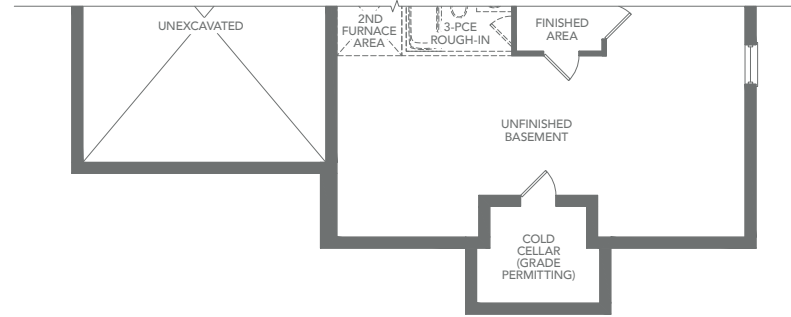 UNEXCAVATED
2ND
FURNACE
AREA
3-PCE
ROUGH-IN
FINISHED
AREA
UNFINISHED
BASEMENT
COLD
CELLAR
(GRADE
PERMITTING)